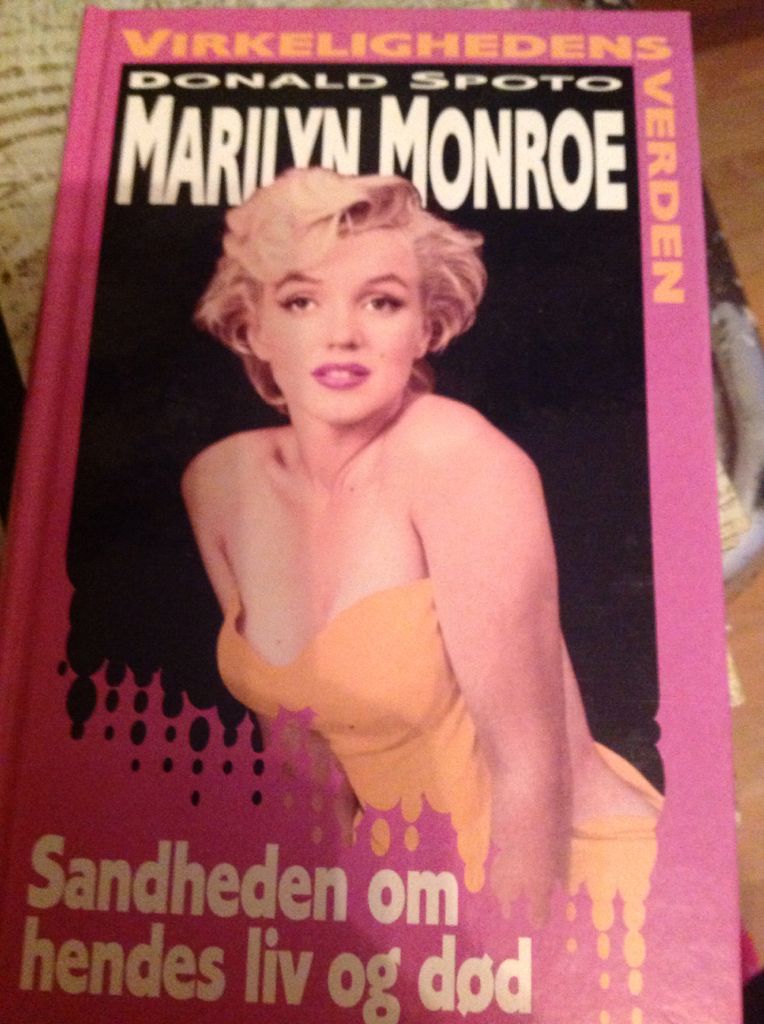 VIRKELIGHEDENS
VERDEN
DONALD SPOTO
MARILYN MONROE
Sandheden om
hendes liv og død